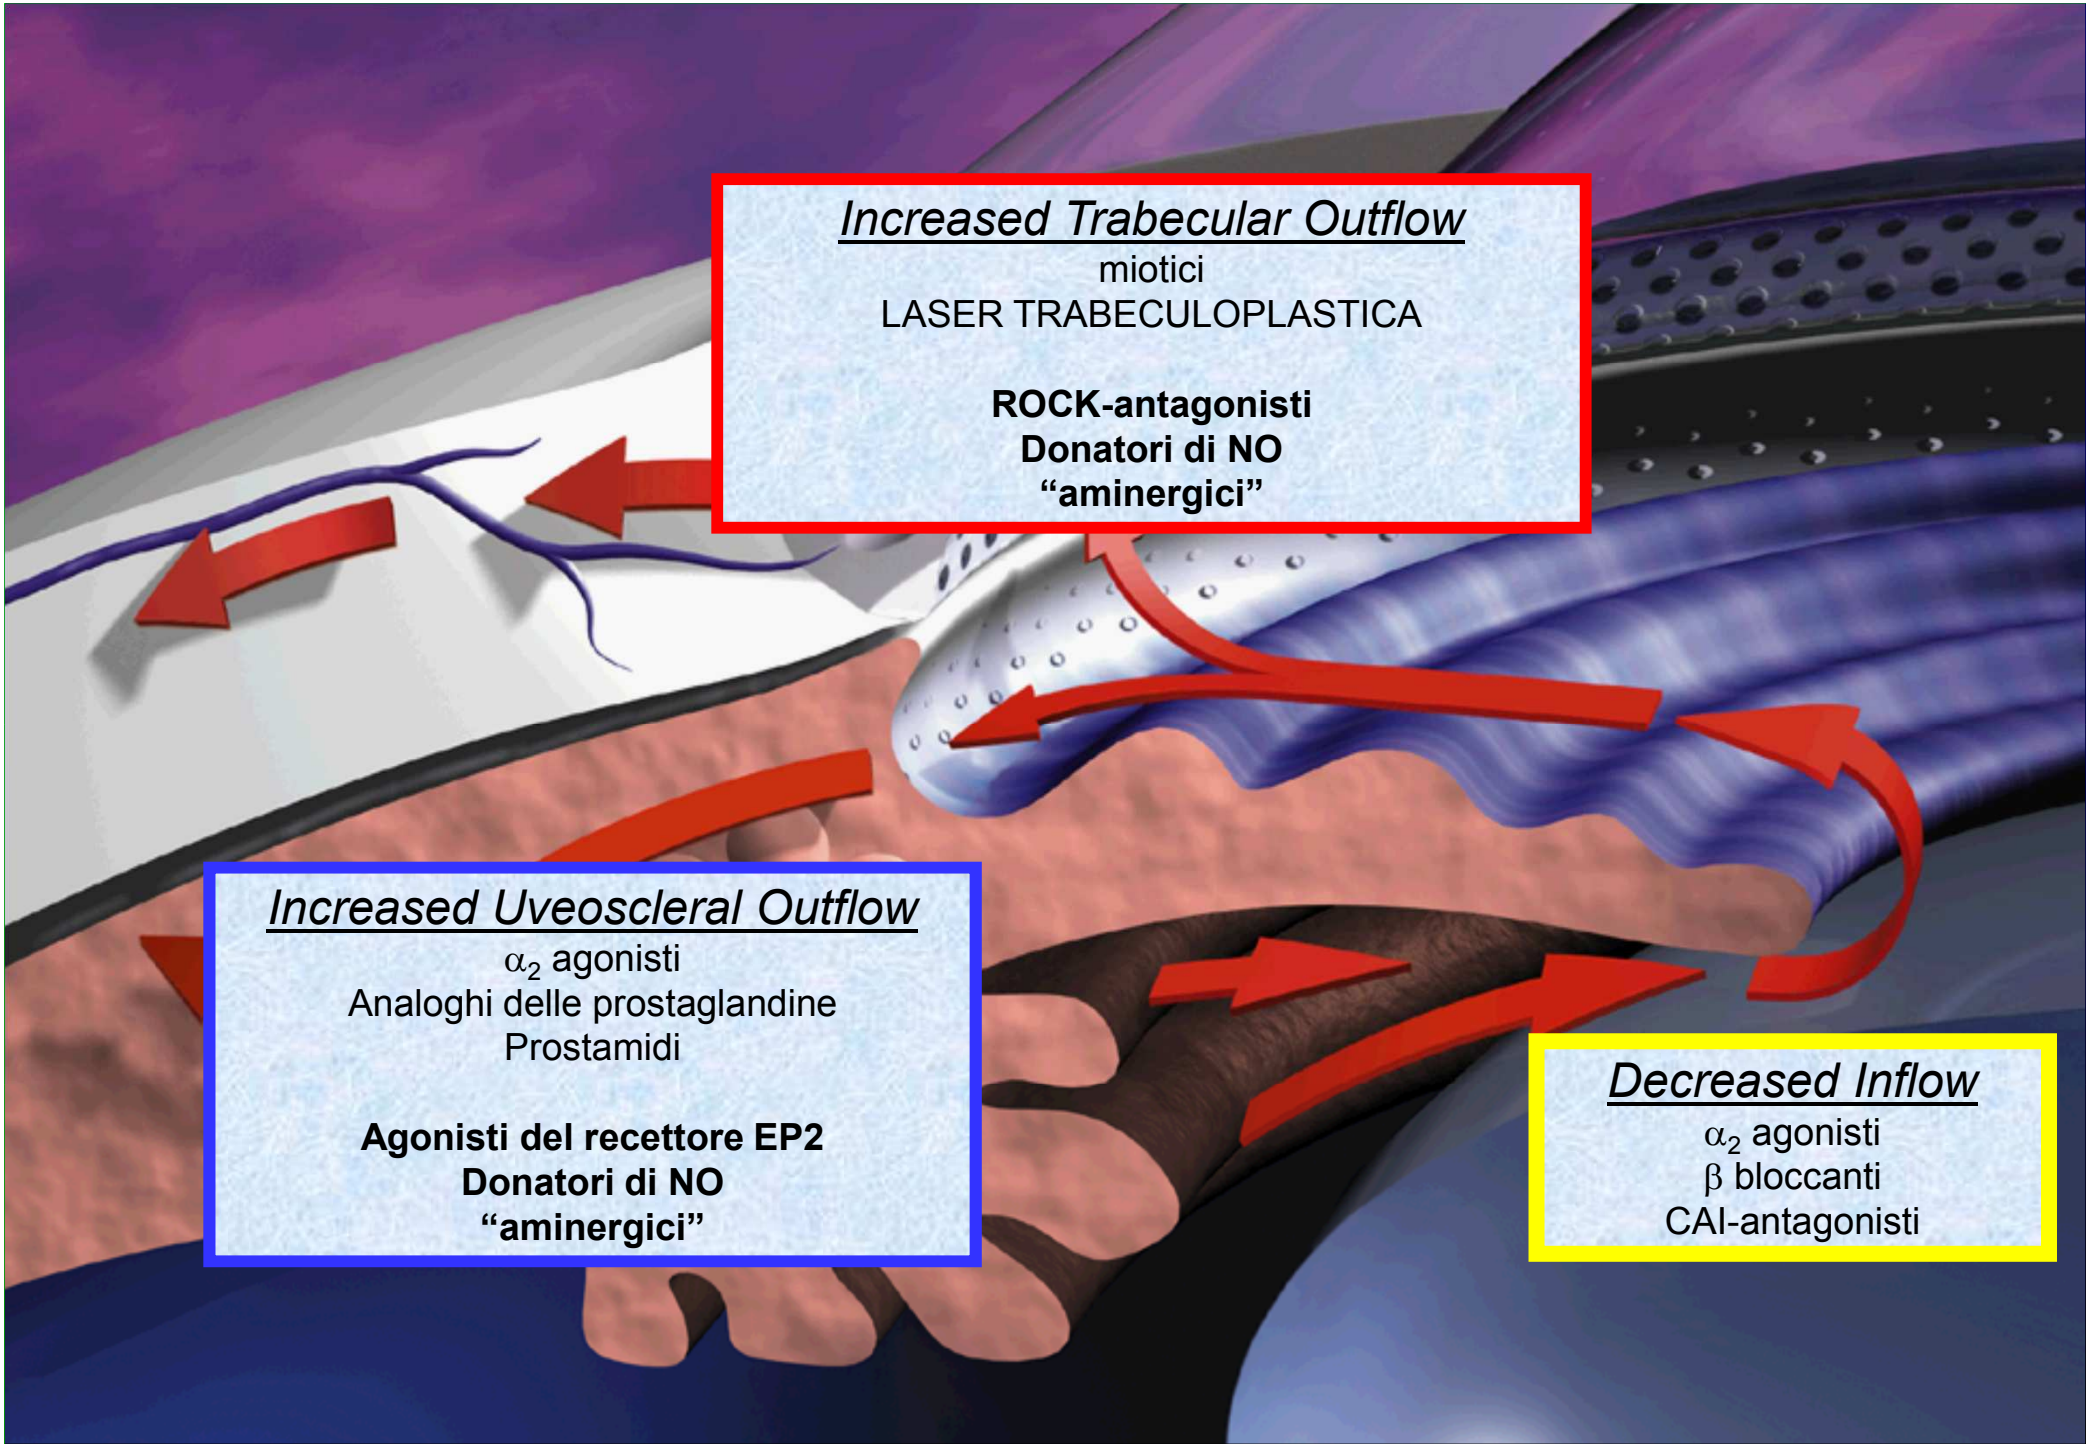 Increased Trabecular Outflow
miotici
LASER TRABECULOPLASTICA
ROCK-antagonisti
Donatori di NO
“aminergici”
Increased Uveoscleral Outflow
α₂ agonisti
Analoghi delle prostaglandine
Prostamidi
Agonisti del recettore EP2
Donatori di NO
“aminergici”
Decreased Inflow
α₂ agonisti
β bloccanti
CAI-antagonisti